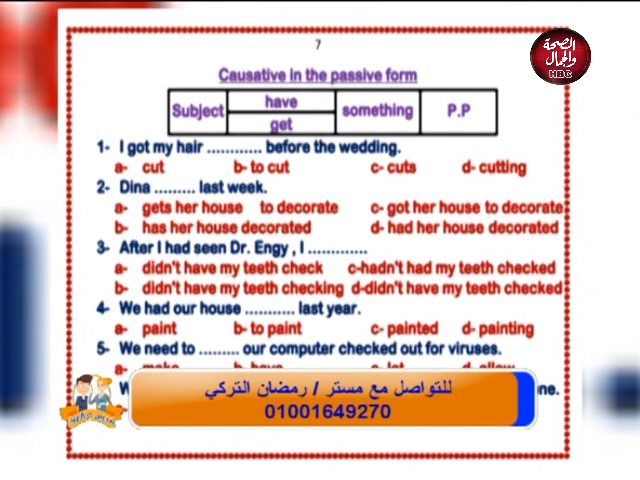 7
الصحة
والجمال
HBC
Causative in the passive form
Subject have something P.P
get
1- I got my hair ............ before the wedding.
a- cut b- to cut c- cuts d- cutting
2- Dina ......... last week.
a- gets her house to decorate c- got her house to decorate
b- has her house decorated d- had her house decorated
3- After I had seen Dr. Engy , I .............
a- didn't have my teeth check c-hadn't had my teeth checked
b- didn't have my teeth checking d-didn't have my teeth checked
4- We had our house ........... last year.
a- paint b- to paint c- painted d- painting
5- We need to ......... our computer checked out for viruses.
a- make b- have c- let d- allow
ne.
للتواصل مع مستر / رمضان التركي
01001649270